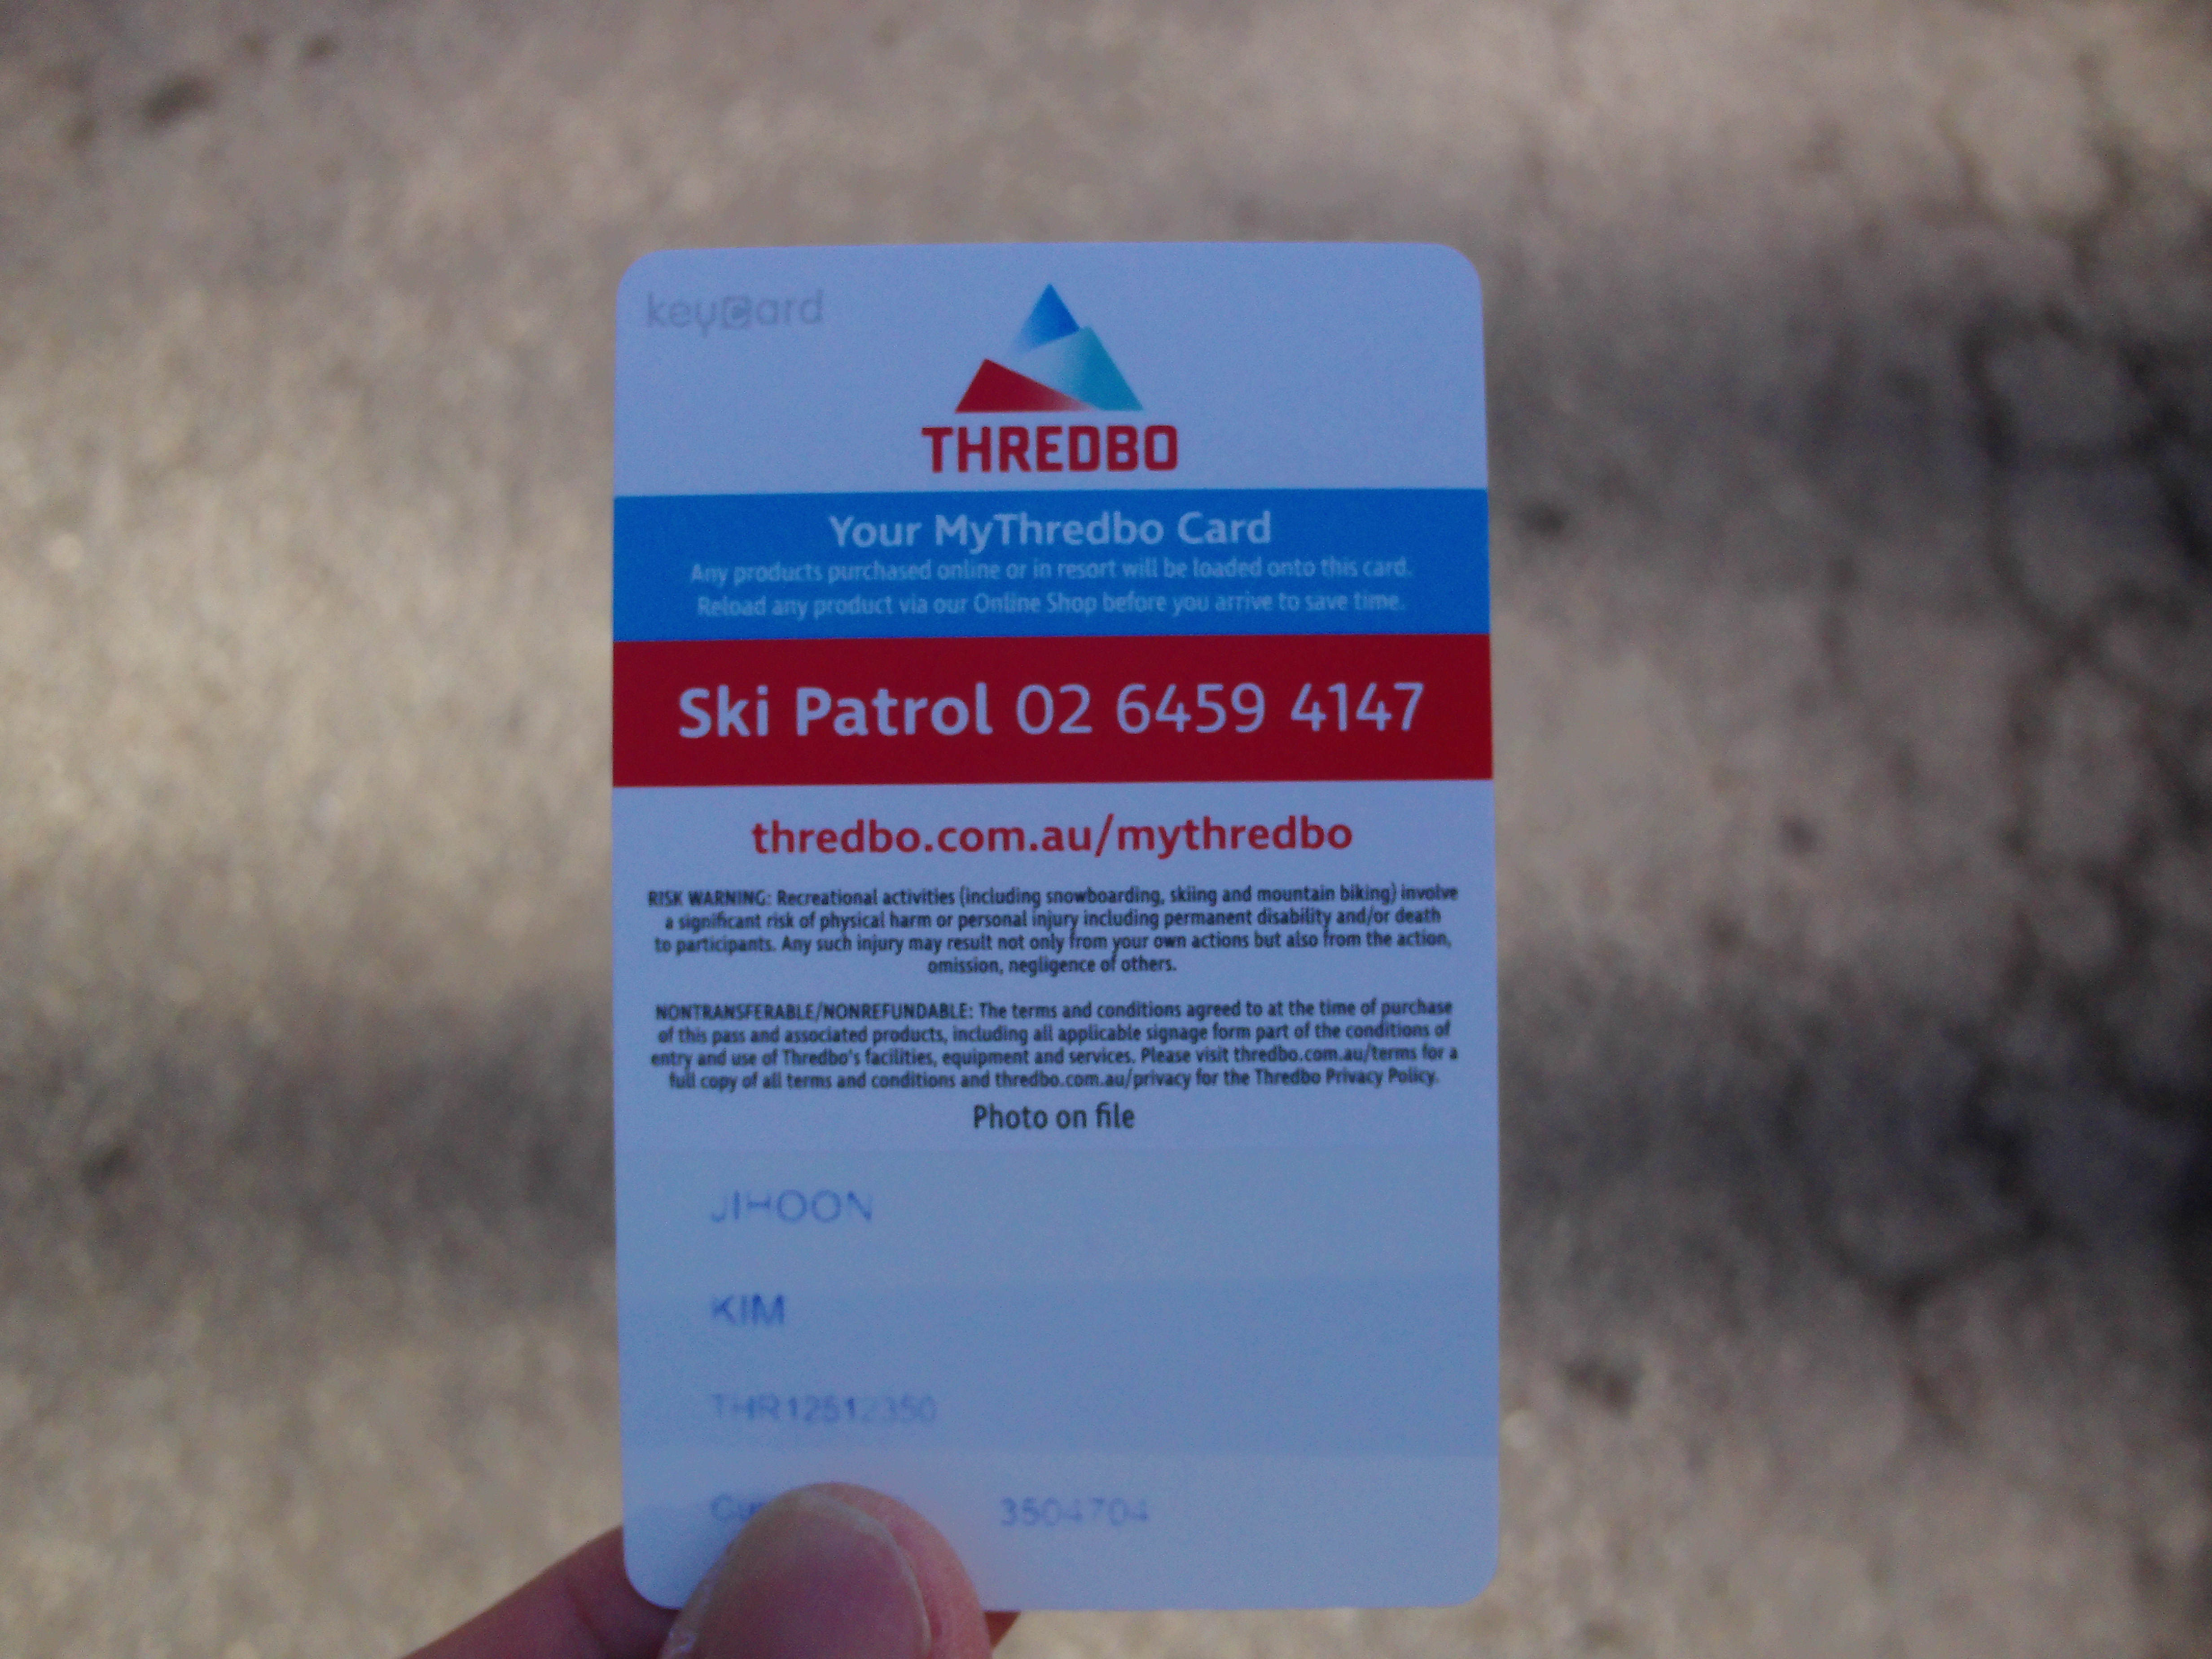 keycard
THREDBO
Your MyThredbo Card
Any products purchased online or in resort will be loaded onto this card.
Reload any product via our Online Shop before you arrive to save time.
Ski Patrol 02 6459 4147
thredbo.com.au/mythredbo
RISK WARNING: Recreational activities (including snowboarding, skiing and mountain biking) involve
a significant risk of physical harm or personal injury including permanent disability and/or death
to participants. Any such injury may result not only from your own actions but also from the action,
omission, negligence of others.
NONTRANSFERABLE/NONREFUNDABLE: The terms and conditions agreed to at the time of purchase
of this pass and associated products, including all applicable signage form part of the conditions of
entry and use of Thredbo's facilities, equipment and services. Please visit thredbo.com.au/terms for a
full copy of all terms and conditions and thredbo.com.au/privacy for the Thredbo Privacy Policy.
Photo on file
JIHOON
KIM
THR12512350
3504704